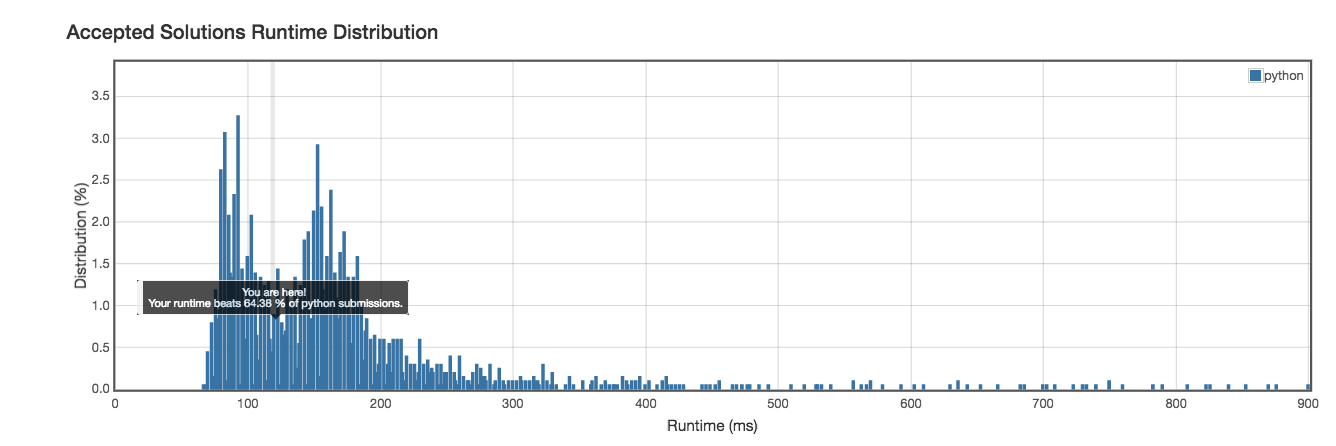 Accepted Solutions Runtime Distribution
python
Distribution (%)
3.5
3.0
2.5
2.0
1.5
1.0
0.5
0.0
You are here!
Your runtime beats 64.38 % of python submissions.
0 100 200 300 400 500 600 700 800 900
Runtime (ms)